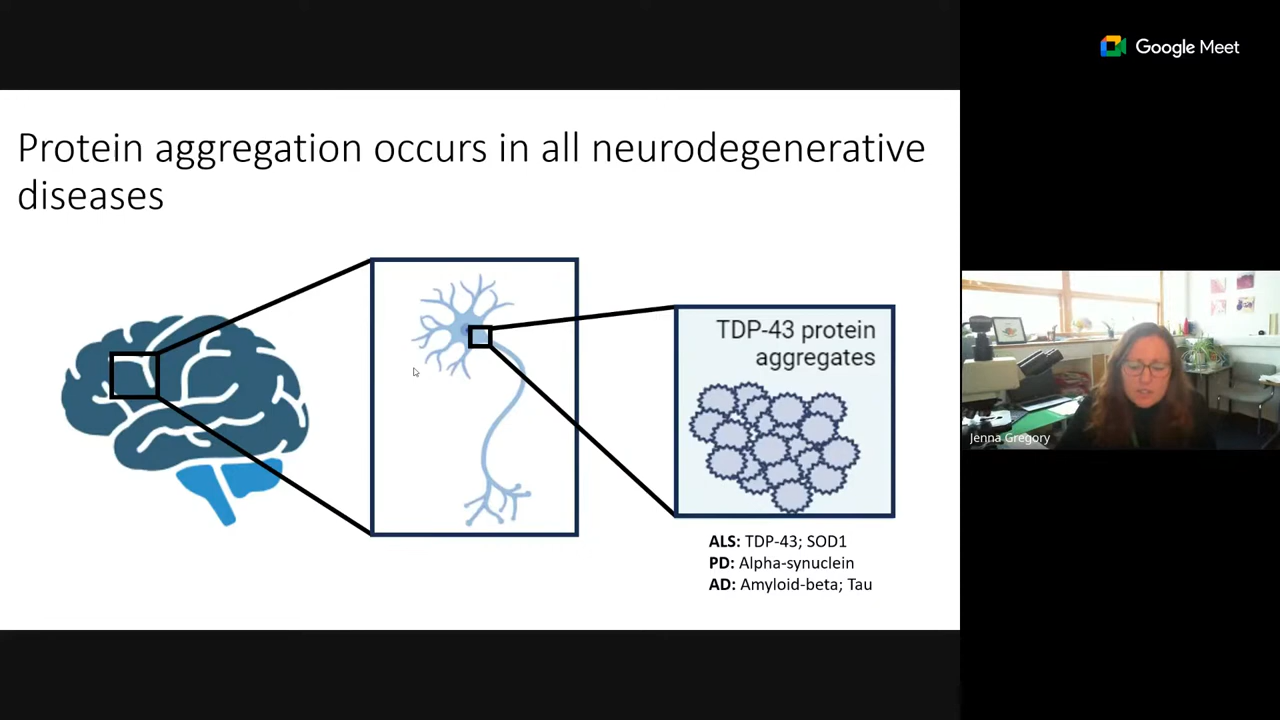 Google Meet
Protein aggregation occurs in all neurodegenerative
diseases
TDP-43 protein
aggregates
ALS: TDP-43; SOD1
PD: Alpha-synuclein
AD: Amyloid-beta; Tau
Jenna Gregory